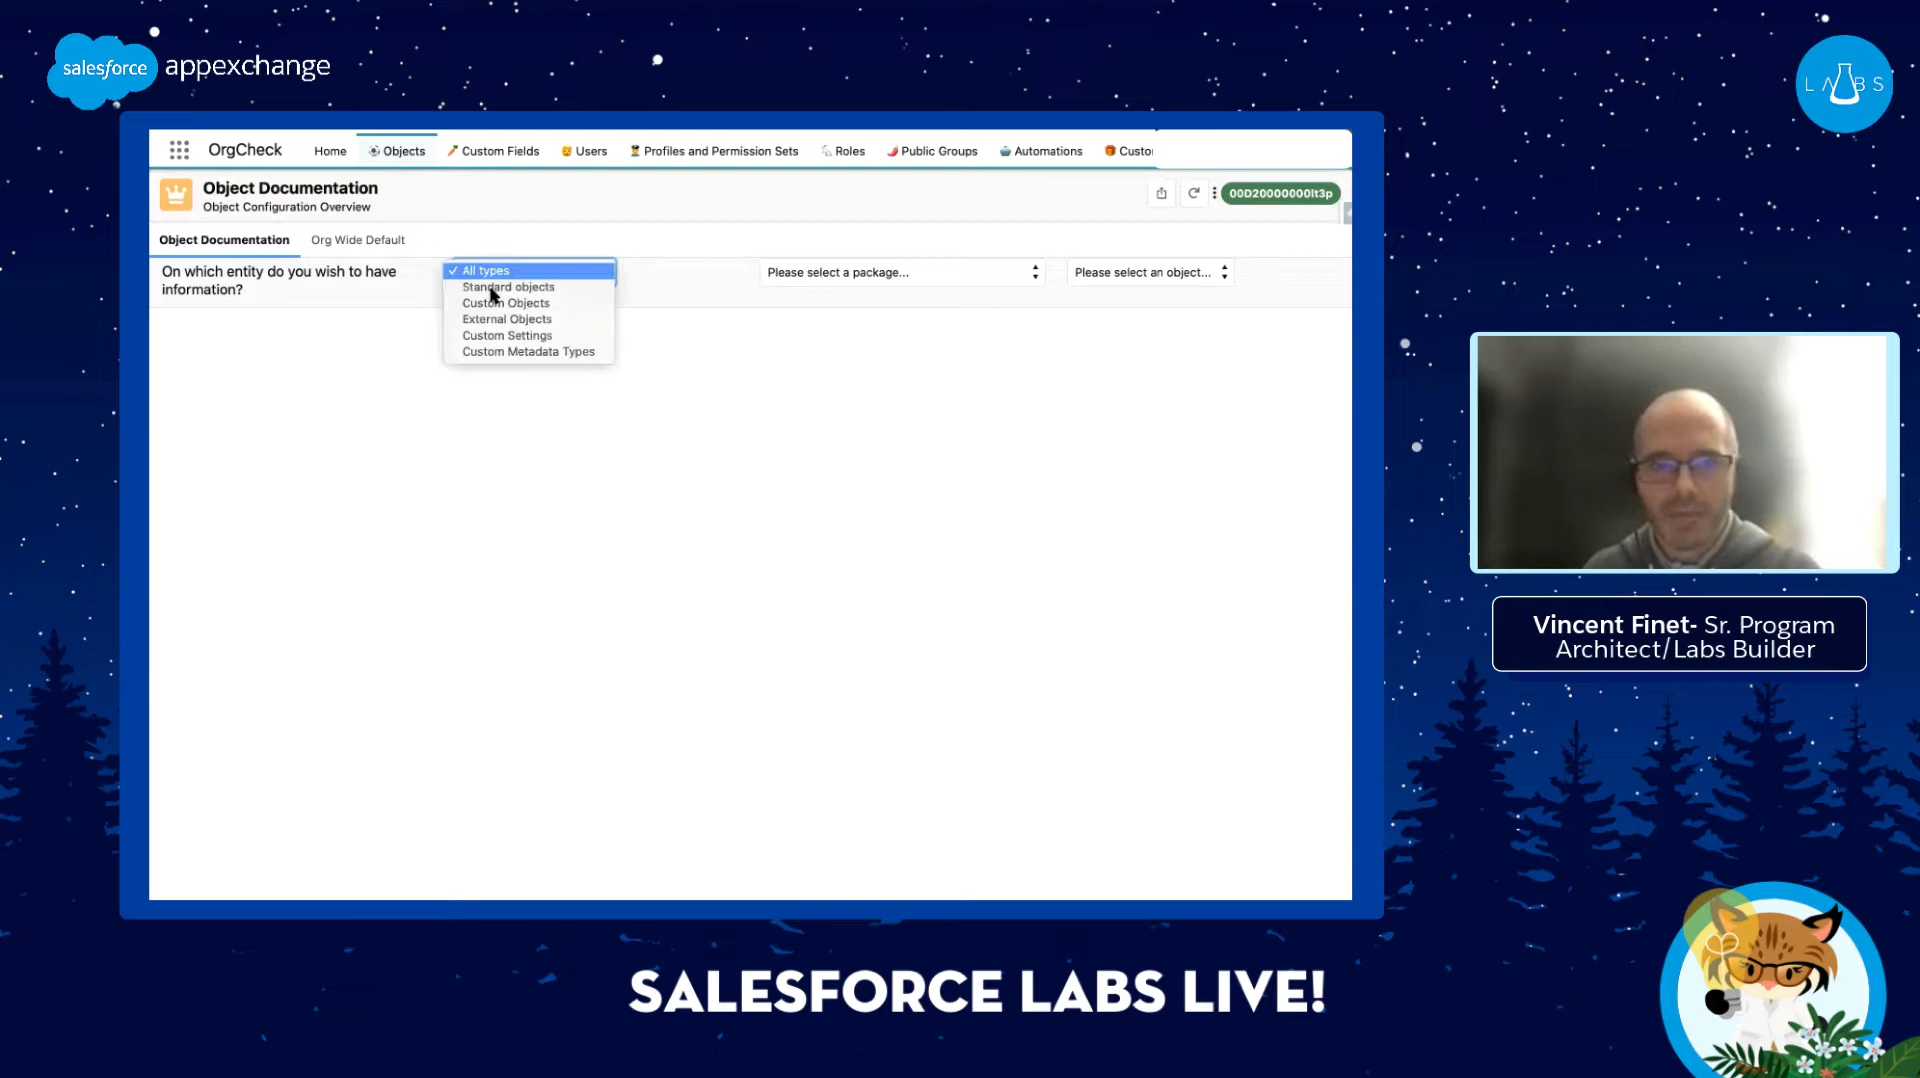 salesforce appexchange
LABS
OrgCheck Home Objects Custom Fields Users Profiles and Permission Sets Roles Public Groups Automations Custo
Object Documentation
Object Configuration Overview
00D20000000It3p
Object Documentation Org Wide Default
On which entity do you wish to have
information?
✓ All types
Standard objects
Custom Objects
External Objects
Custom Settings
Custom Metadata Types
Please select a package...
Please select an object...
Vincent Finet- Sr. Program
Architect/Labs Builder
SALESFORCE LABS LIVE!